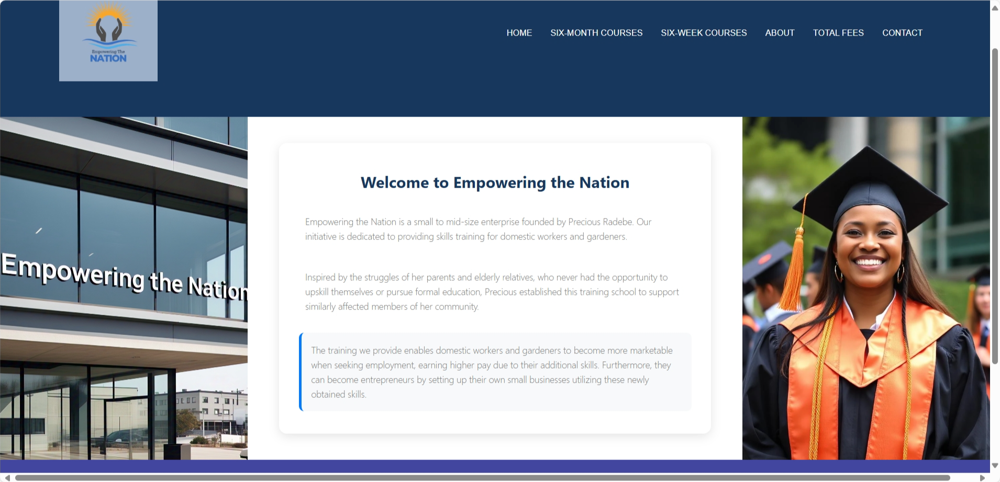 Empowering The
NATION
HOME SIX-MONTH COURSES SIX-WEEK COURSES ABOUT TOTAL FEES CONTACT
Empowering the Nation
Welcome to Empowering the Nation
Empowering the Nation is a small to mid-size enterprise founded by Precious Radebe. Our
initiative is dedicated to providing skills training for domestic workers and gardeners.
Inspired by the struggles of her parents and elderly relatives, who never had the opportunity to
upskill themselves or pursue formal education, Precious established this training school to support
similarly affected members of her community.
The training we provide enables domestic workers and gardeners to become more marketable
when seeking employment, earning higher pay due to their additional skills. Furthermore, they
can become entrepreneurs by setting up their own small businesses utilizing these newly
obtained skills.